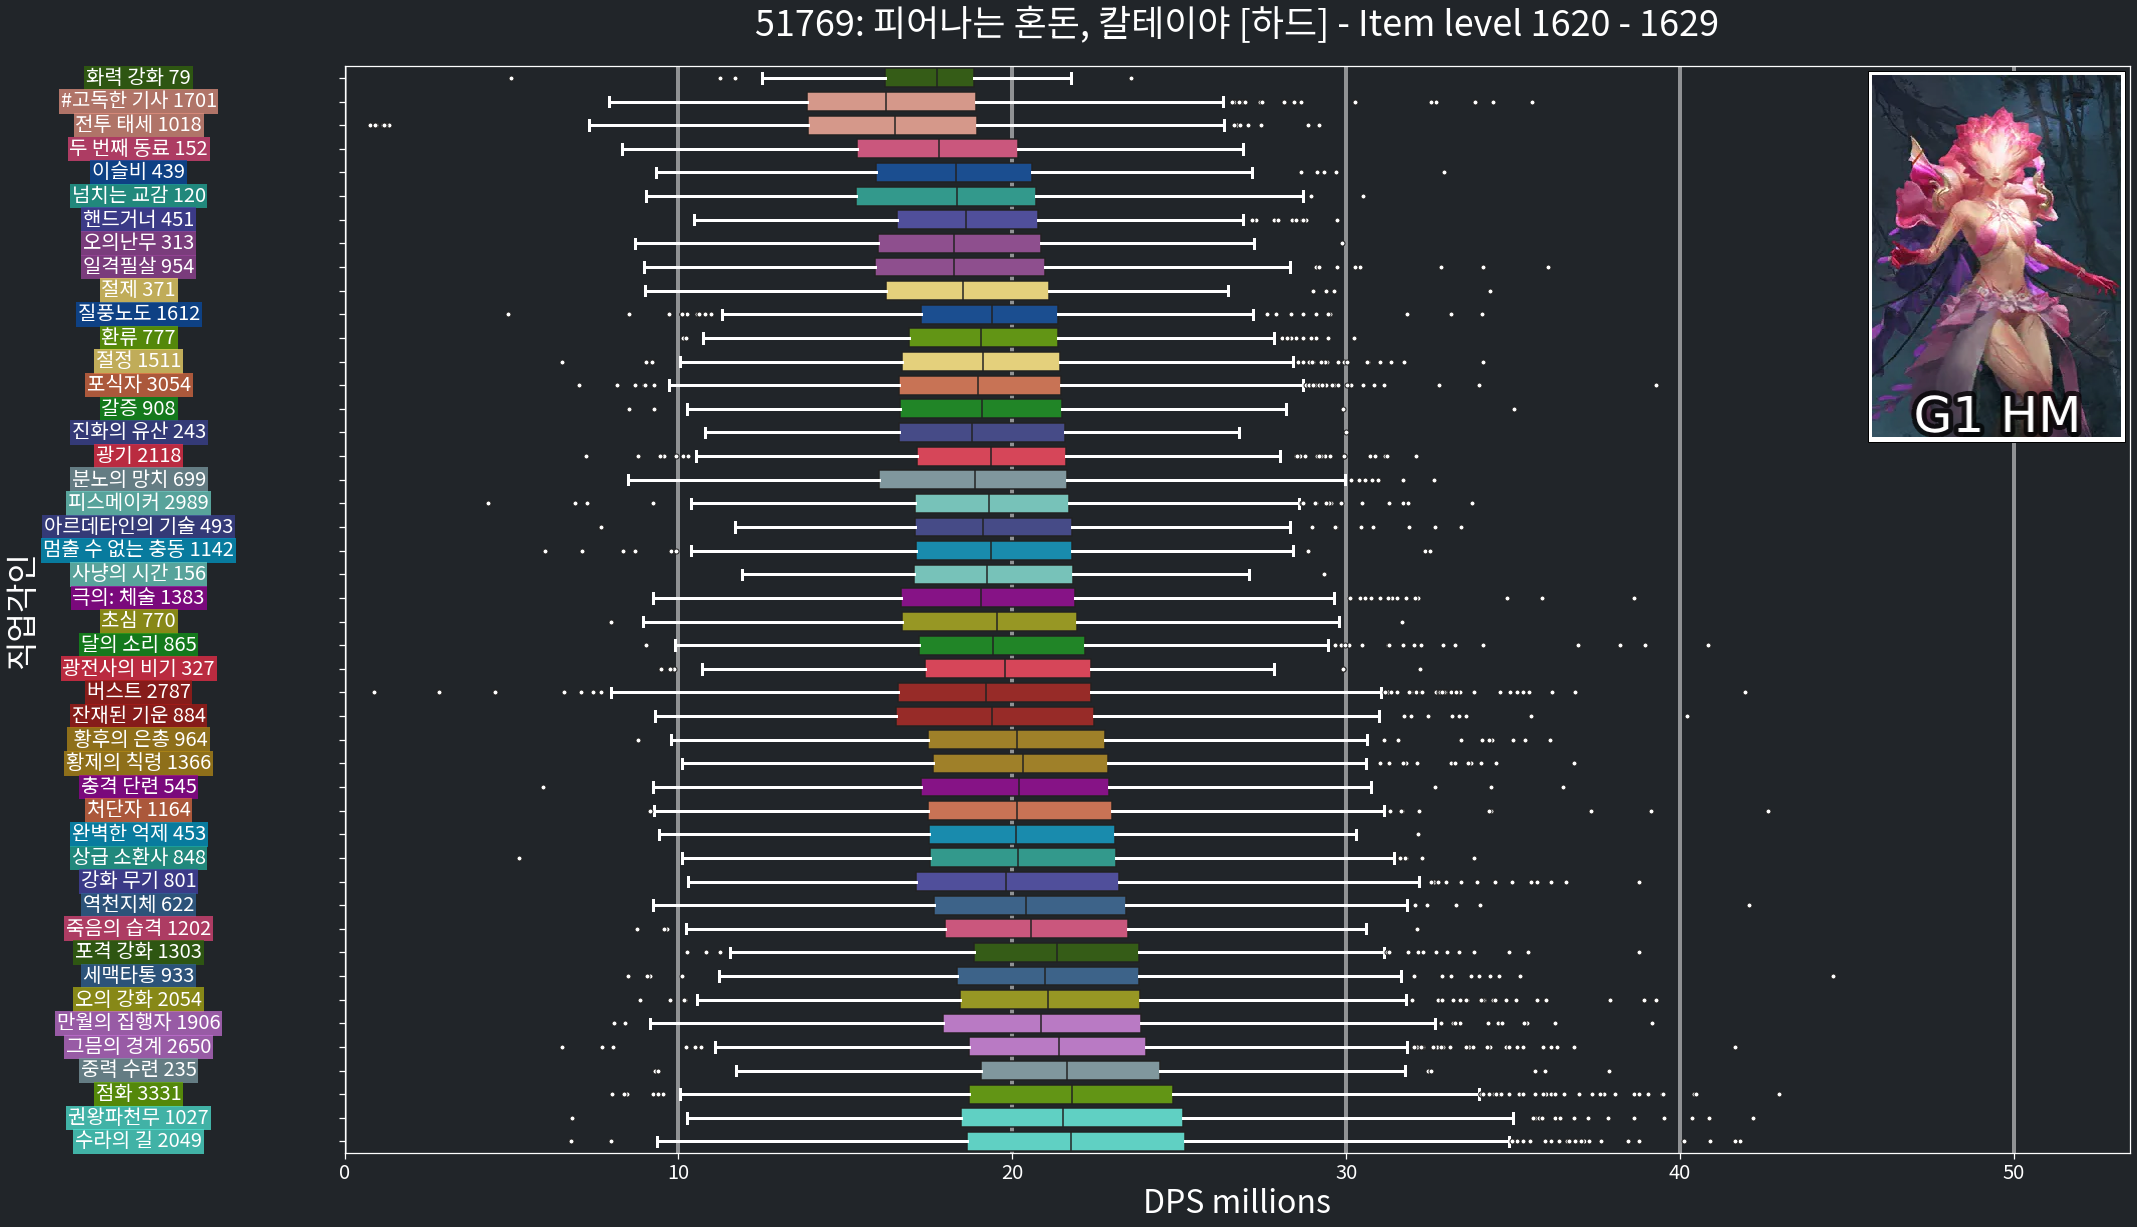 51769: 피어나는 혼돈, 칼테이야 [하드] - Item level 1620 - 1629
직업각인
화력 강화 79
#고독한 기사 1701
전투 태세 1018
두 번째 동료 152
이슬비 439
넘치는 교감 120
핸드거너 451
오의난무 313
일격필살 954
절제 371
질풍노도 1612
환류 777
절정 1511
포식자 3054
갈증 908
진화의 유산 243
광기 2118
분노의 망치 699
피스메이커 2989
아르데타인의 기술 493
멈출 수 없는 충동 1142
사냥의 시간 156
극의: 체술 1383
초심 770
달의 소리 865
광전사의 비기 327
버스트 2787
잔재된 기운 884
황후의 은총 964
황제의 칙령 1366
충격 단련 545
처단자 1164
완벽한 억제 453
상급 소환사 848
강화 무기 801
역천지체 622
죽음의 습격 1202
포격 강화 1303
세맥타통 933
오의 강화 2054
만월의 집행자 1906
그믐의 경계 2650
중력 수련 235
점화 3331
권왕파천무 1027
수라의 길 2049
G1 HM
0 10 20 30 40 50
DPS millions